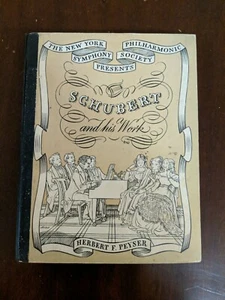 THE NEW YORK PHILHARMONIC
SYMPHONY SOCIETY
PRESENTS
SCHUBERT
and his Work
HERBERT F. PEYSER